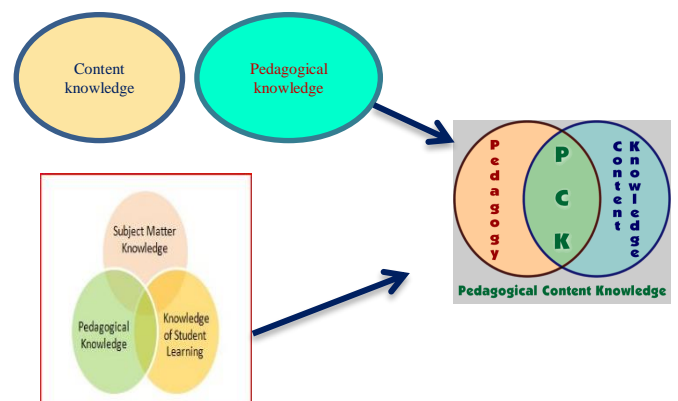 Content
knowledge
Pedagogical
knowledge
Pedagogy
PCK
Content
Knowledge
Pedagogical Content Knowledge
Subject Matter
Knowledge
Pedagogical
Knowledge
Knowledge
of Student
Learning